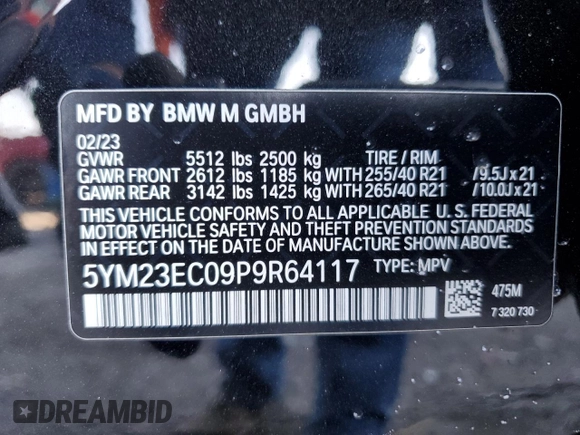 MFD BY BMW M GMBH
02/23
GVWR 5512 lbs 2500 kg TIRE / RIM
GAWR FRONT 2612 lbs 1185 kg WITH 255/40 R21 /9.5J x 21
GAWR REAR 3142 lbs 1425 kg WITH 265/40 R21 /10.0J x 21
THIS VEHICLE CONFORMS TO ALL APPLICABLE U. S. FEDERAL
MOTOR VEHICLE SAFETY AND THEFT PREVENTION STANDARDS
IN EFFECT ON THE DATE OF MANUFACTURE SHOWN ABOVE.
5YM23EC09P9R64117 TYPE: MPV
475M
7 320 730
DREAMBID